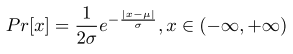 Pr[x] = \frac{1}{2\sigma} e^{-\frac{|x-\mu|}{\sigma}}, x \in (-\infty, +\infty)